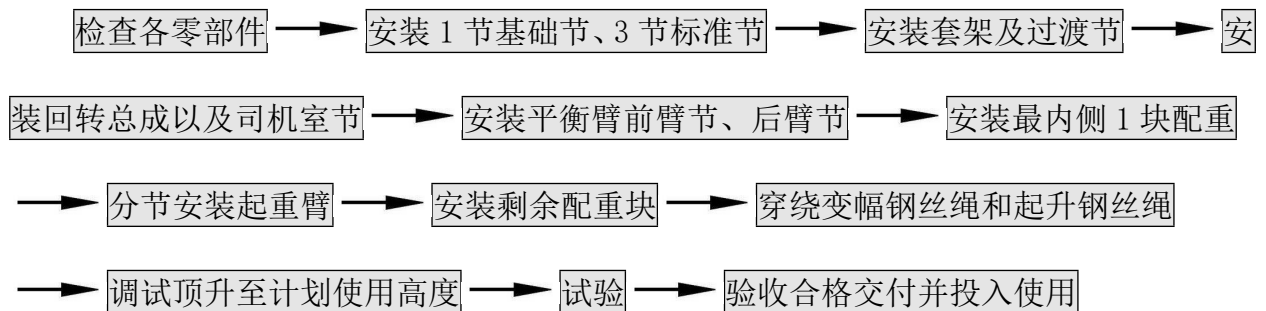 检查各零部件 安装 1 节基础节、3 节标准节 安装套架及过渡节 安
装回转总成以及司机室节 安装平衡臂前臂节、后臂节 安装最内侧 1 块配重
分节安装起重臂 安装剩余配重块 穿绕变幅钢丝绳和起升钢丝绳
调试顶升至计划使用高度 试验 验收合格交付并投入使用